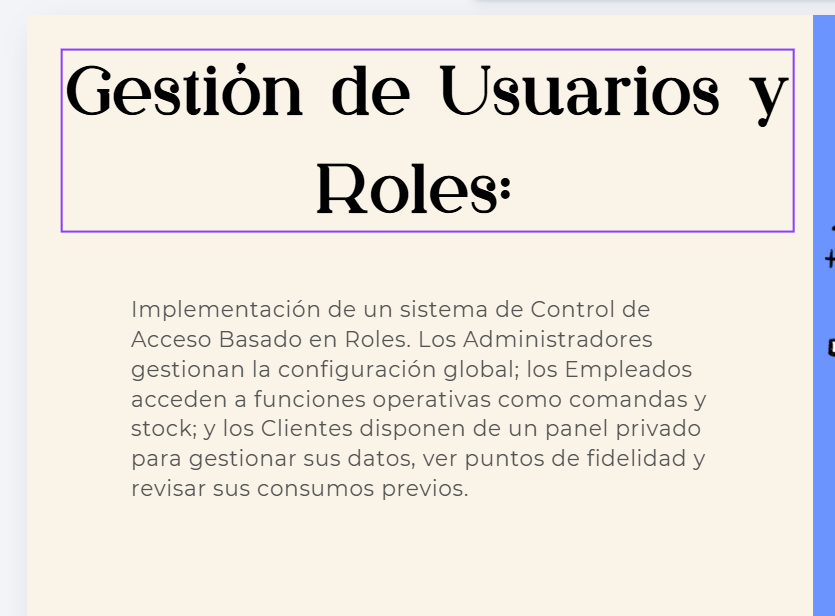 Gestión de Usuarios y
Roles:
Implementación de un sistema de Control de
Acceso Basado en Roles. Los Administradores
gestionan la configuración global; los Empleados
acceden a funciones operativas como comandas y
stock; y los Clientes disponen de un panel privado
para gestionar sus datos, ver puntos de fidelidad y
revisar sus consumos previos.